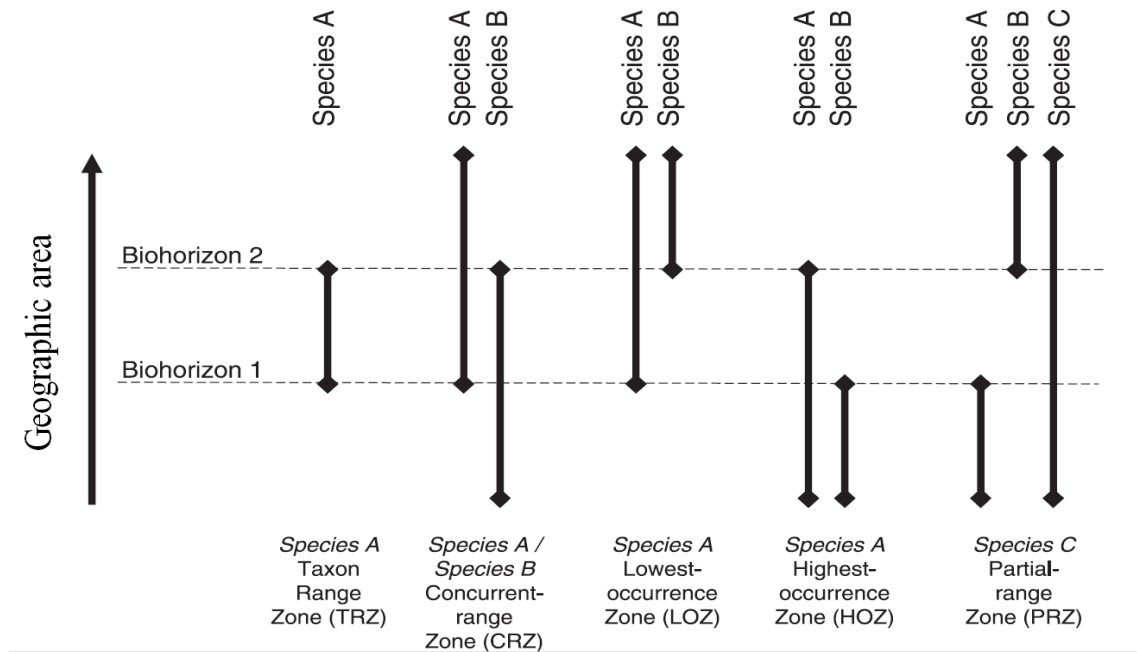 Species A
Species A
Species B
Species A
Species B
Species A
Species B
Species A
Species B
Species C
Geographic area
Biohorizon 2
Biohorizon 1
Species A
Taxon
Range
Zone (TRZ)
Species A /
Species B
Concurrent-
range
Zone (CRZ)
Species A
Lowest-
occurrence
Zone (LOZ)
Species A
Highest-
occurrence
Zone (HOZ)
Species C
Partial-
range
Zone (PRZ)